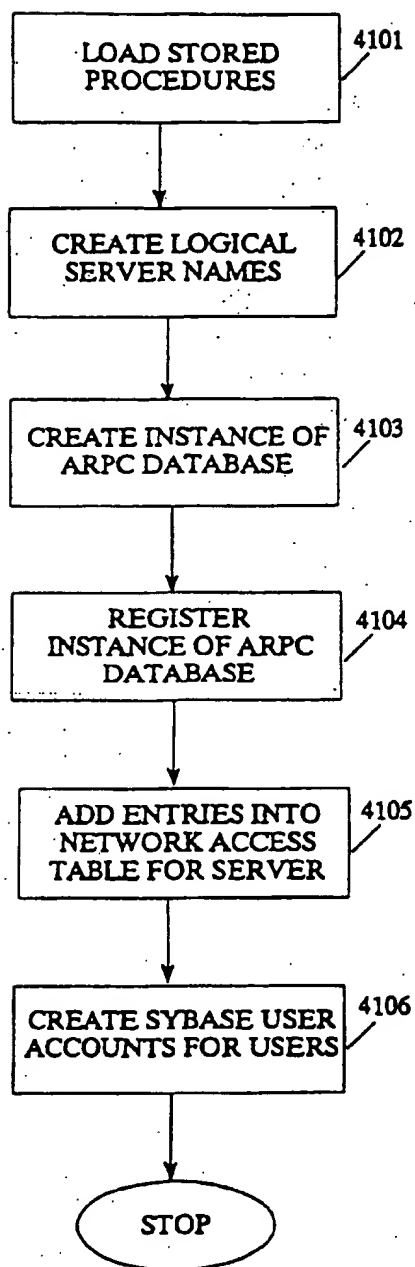 LOAD STORED
PROCEDURES
4101
CREATE LOGICAL
SERVER NAMES
4102
CREATE INSTANCE OF
ARPC DATABASE
4103
REGISTER
INSTANCE OF ARPC
DATABASE
4104
ADD ENTRIES INTO
NETWORK ACCESS
TABLE FOR SERVER
4105
CREATE SYBASE USER
ACCOUNTS FOR USERS
4106
STOP